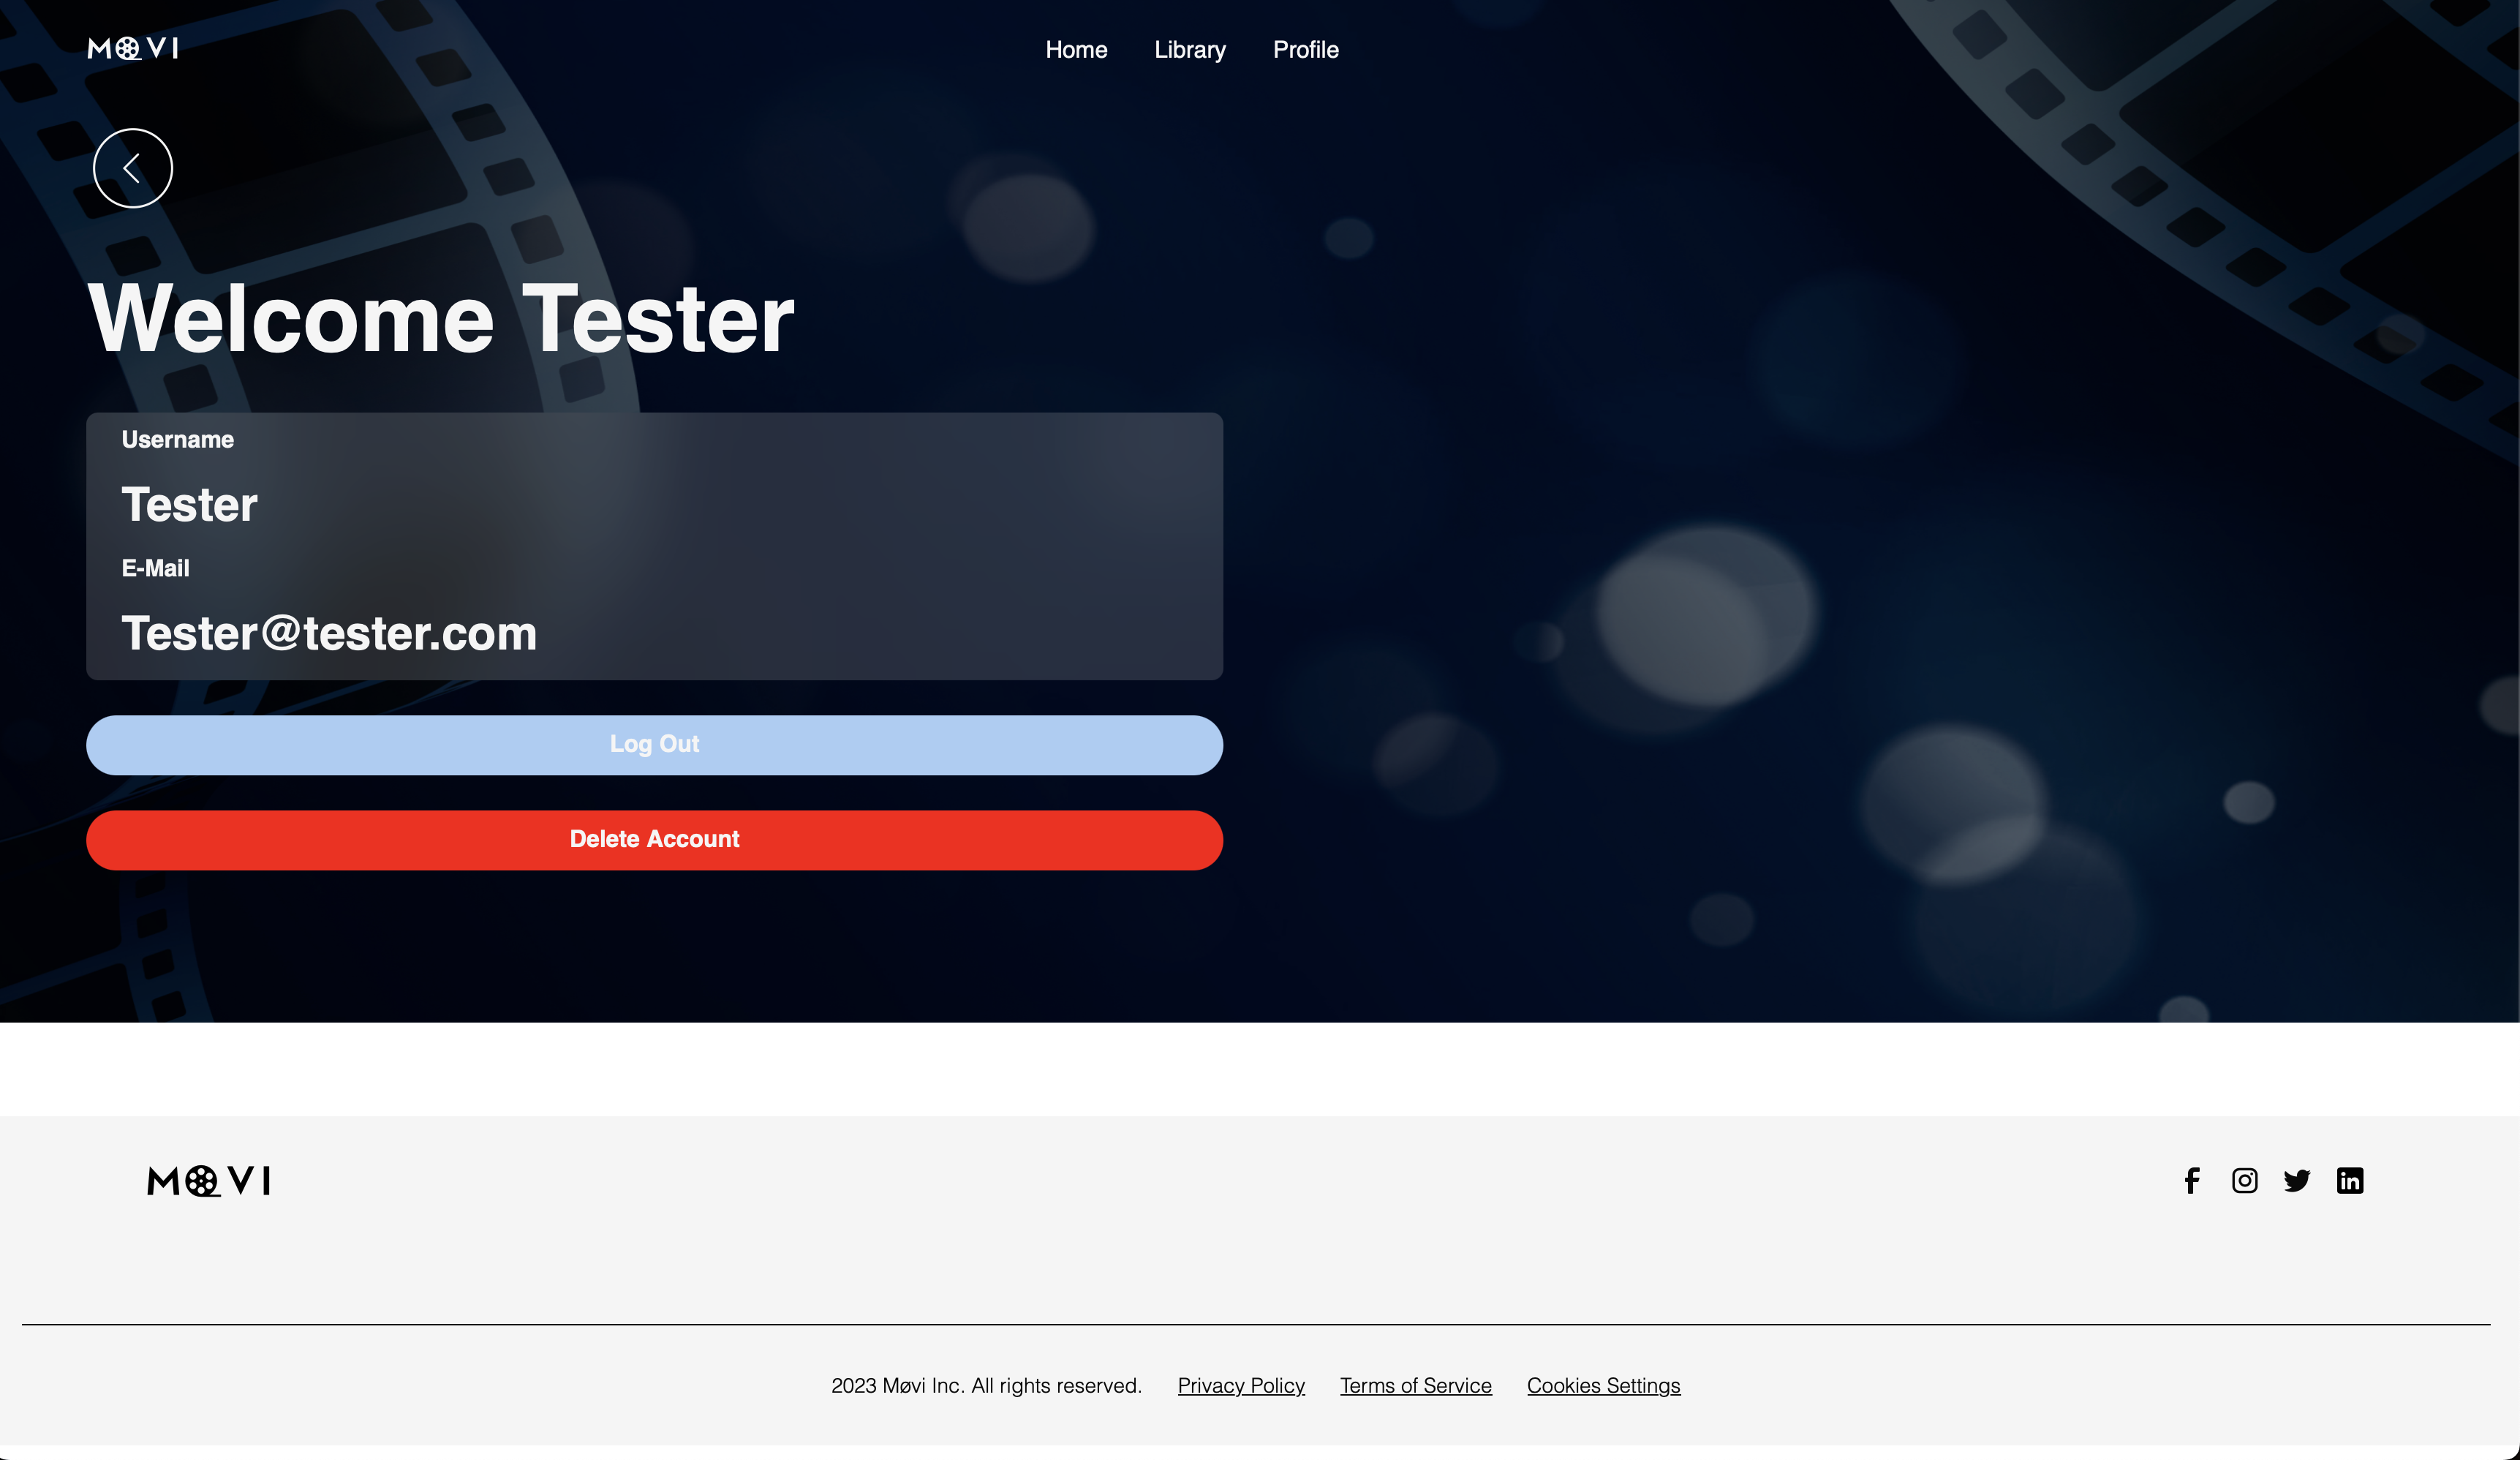 MOVI
Home Library Profile
Welcome Tester
Username
Tester
E-Mail
Tester@tester.com
Log Out
Delete Account
MOVI
2023 Møvi Inc. All rights reserved. Privacy Policy Terms of Service Cookies Settings